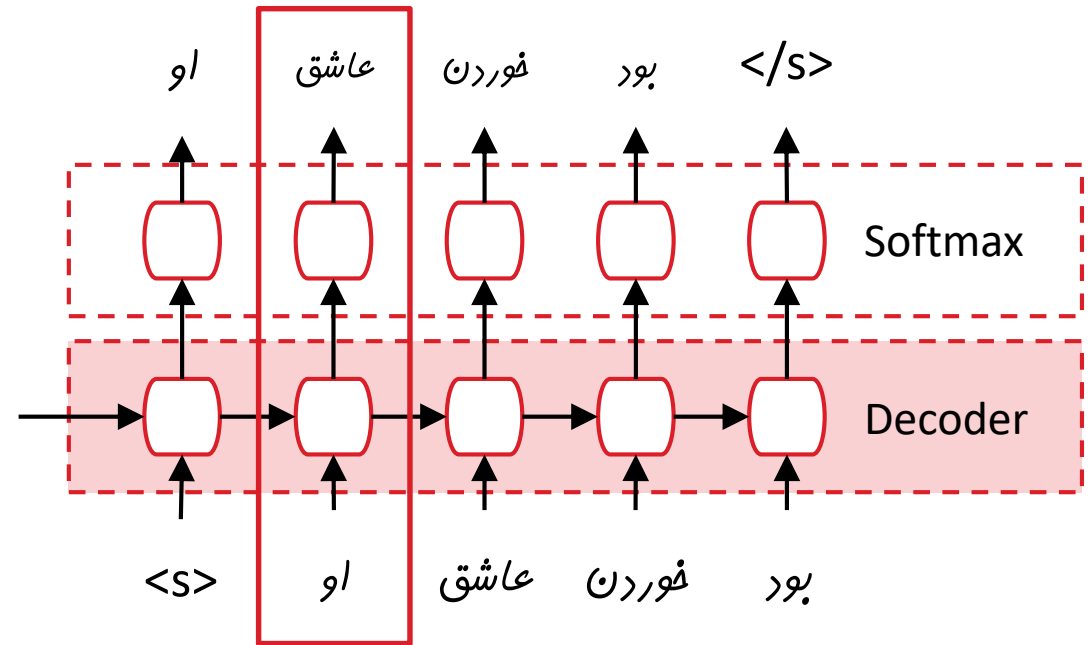 او
عاشق
خوردن
بود
</s>
Softmax
Decoder
<s>
او
عاشق
خوردن
بود